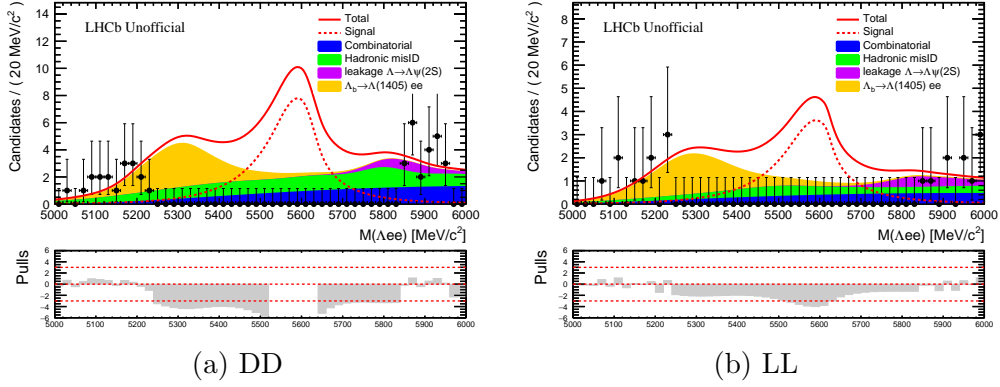 LHCb Unofficial
Total
Signal
Combinatorial
Hadronic misID
leakage Λ→Λψ(2S)
Λb→Λ(1405) ee
Candidates / (20 MeV/c²)
14
12
10
8
6
4
2
0
5000 5100 5200 5300 5400 5500 5600 5700 5800 5900 6000
M(Λee) [MeV/c²]
Pulls
6
4
2
0
−2
−4
−6
5000 5100 5200 5300 5400 5500 5600 5700 5800 5900 6000
(a) DD
LHCb Unofficial
Total
Signal
Combinatorial
Hadronic misID
leakage Λ→Λψ(2S)
Λb→Λ(1405) ee
Candidates / (20 MeV/c²)
8
7
6
5
4
3
2
1
0
5000 5100 5200 5300 5400 5500 5600 5700 5800 5900 6000
M(Λee) [MeV/c²]
Pulls
6
4
2
0
−2
−4
−6
5000 5100 5200 5300 5400 5500 5600 5700 5800 5900 6000
(b) LL